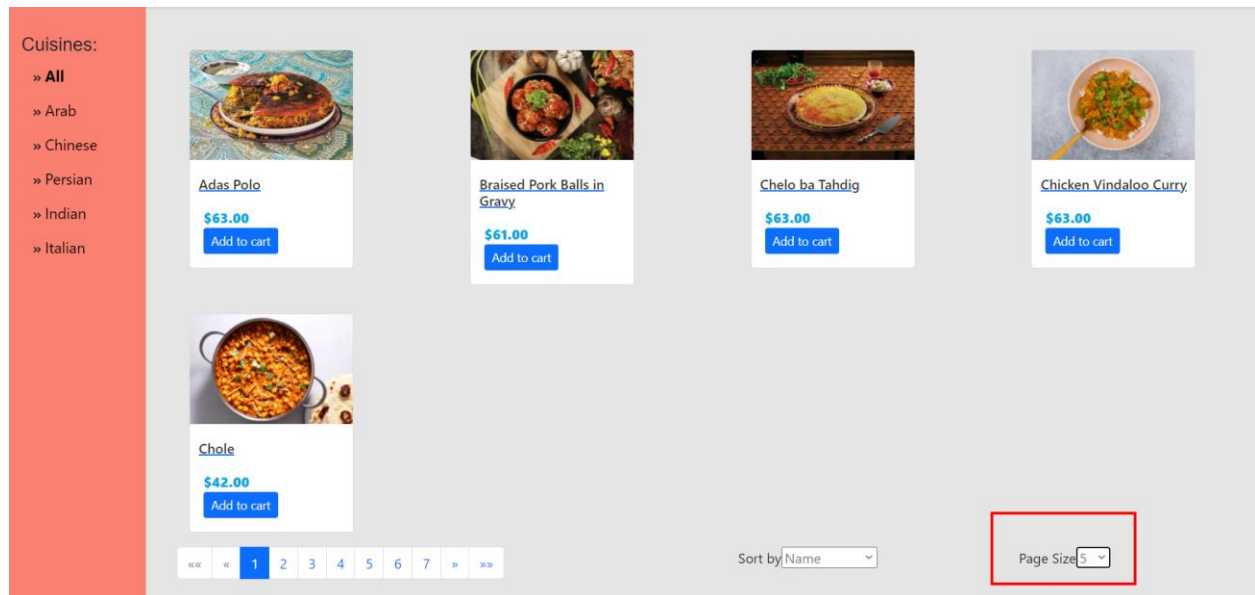 Cuisines:
» All
» Arab
» Chinese
» Persian
» Indian
» Italian
Adas Polo
$63.00
Add to cart
Braised Pork Balls in
Gravy
$61.00
Add to cart
Chelo ba Tahdig
$63.00
Add to cart
Chicken Vindaloo Curry
$63.00
Add to cart
Chole
$42.00
Add to cart
«« « 1 2 3 4 5 6 7 » »»
Sort by Name
Page Size 5